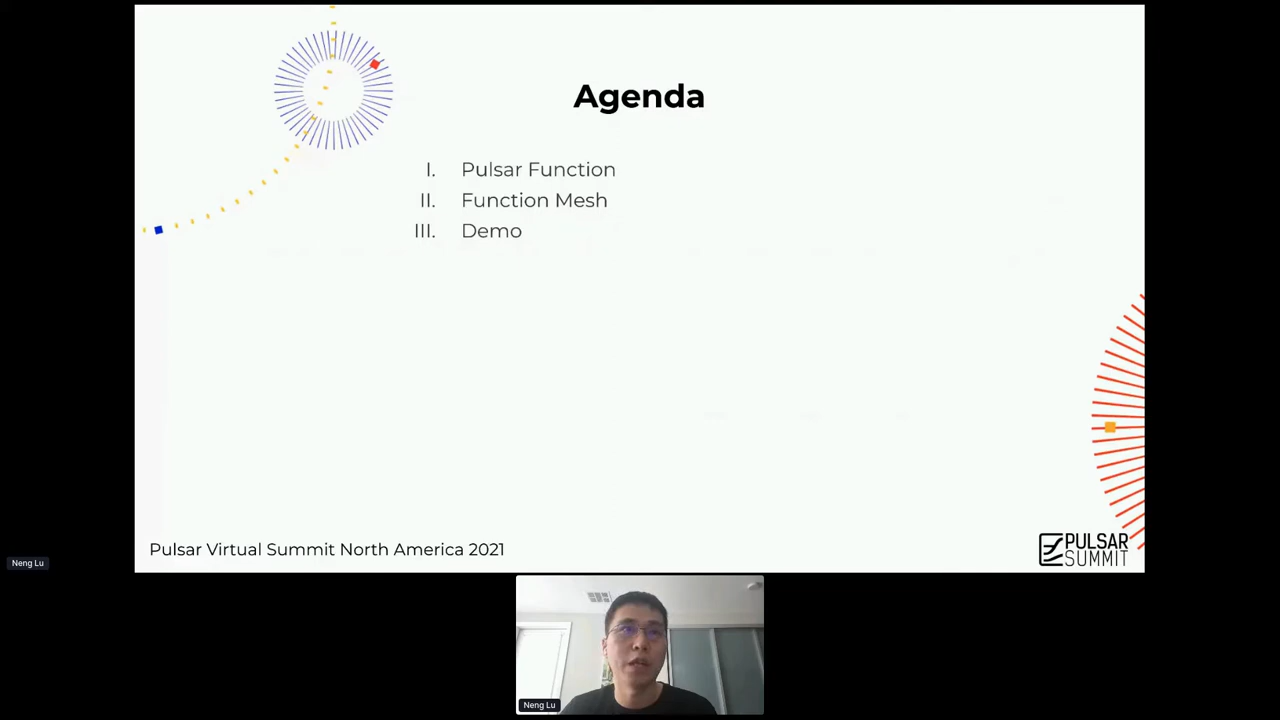 Agenda
I. Pulsar Function
II. Function Mesh
III. Demo
Pulsar Virtual Summit North America 2021
PULSAR
SUMMIT
Neng Lu
Neng Lu